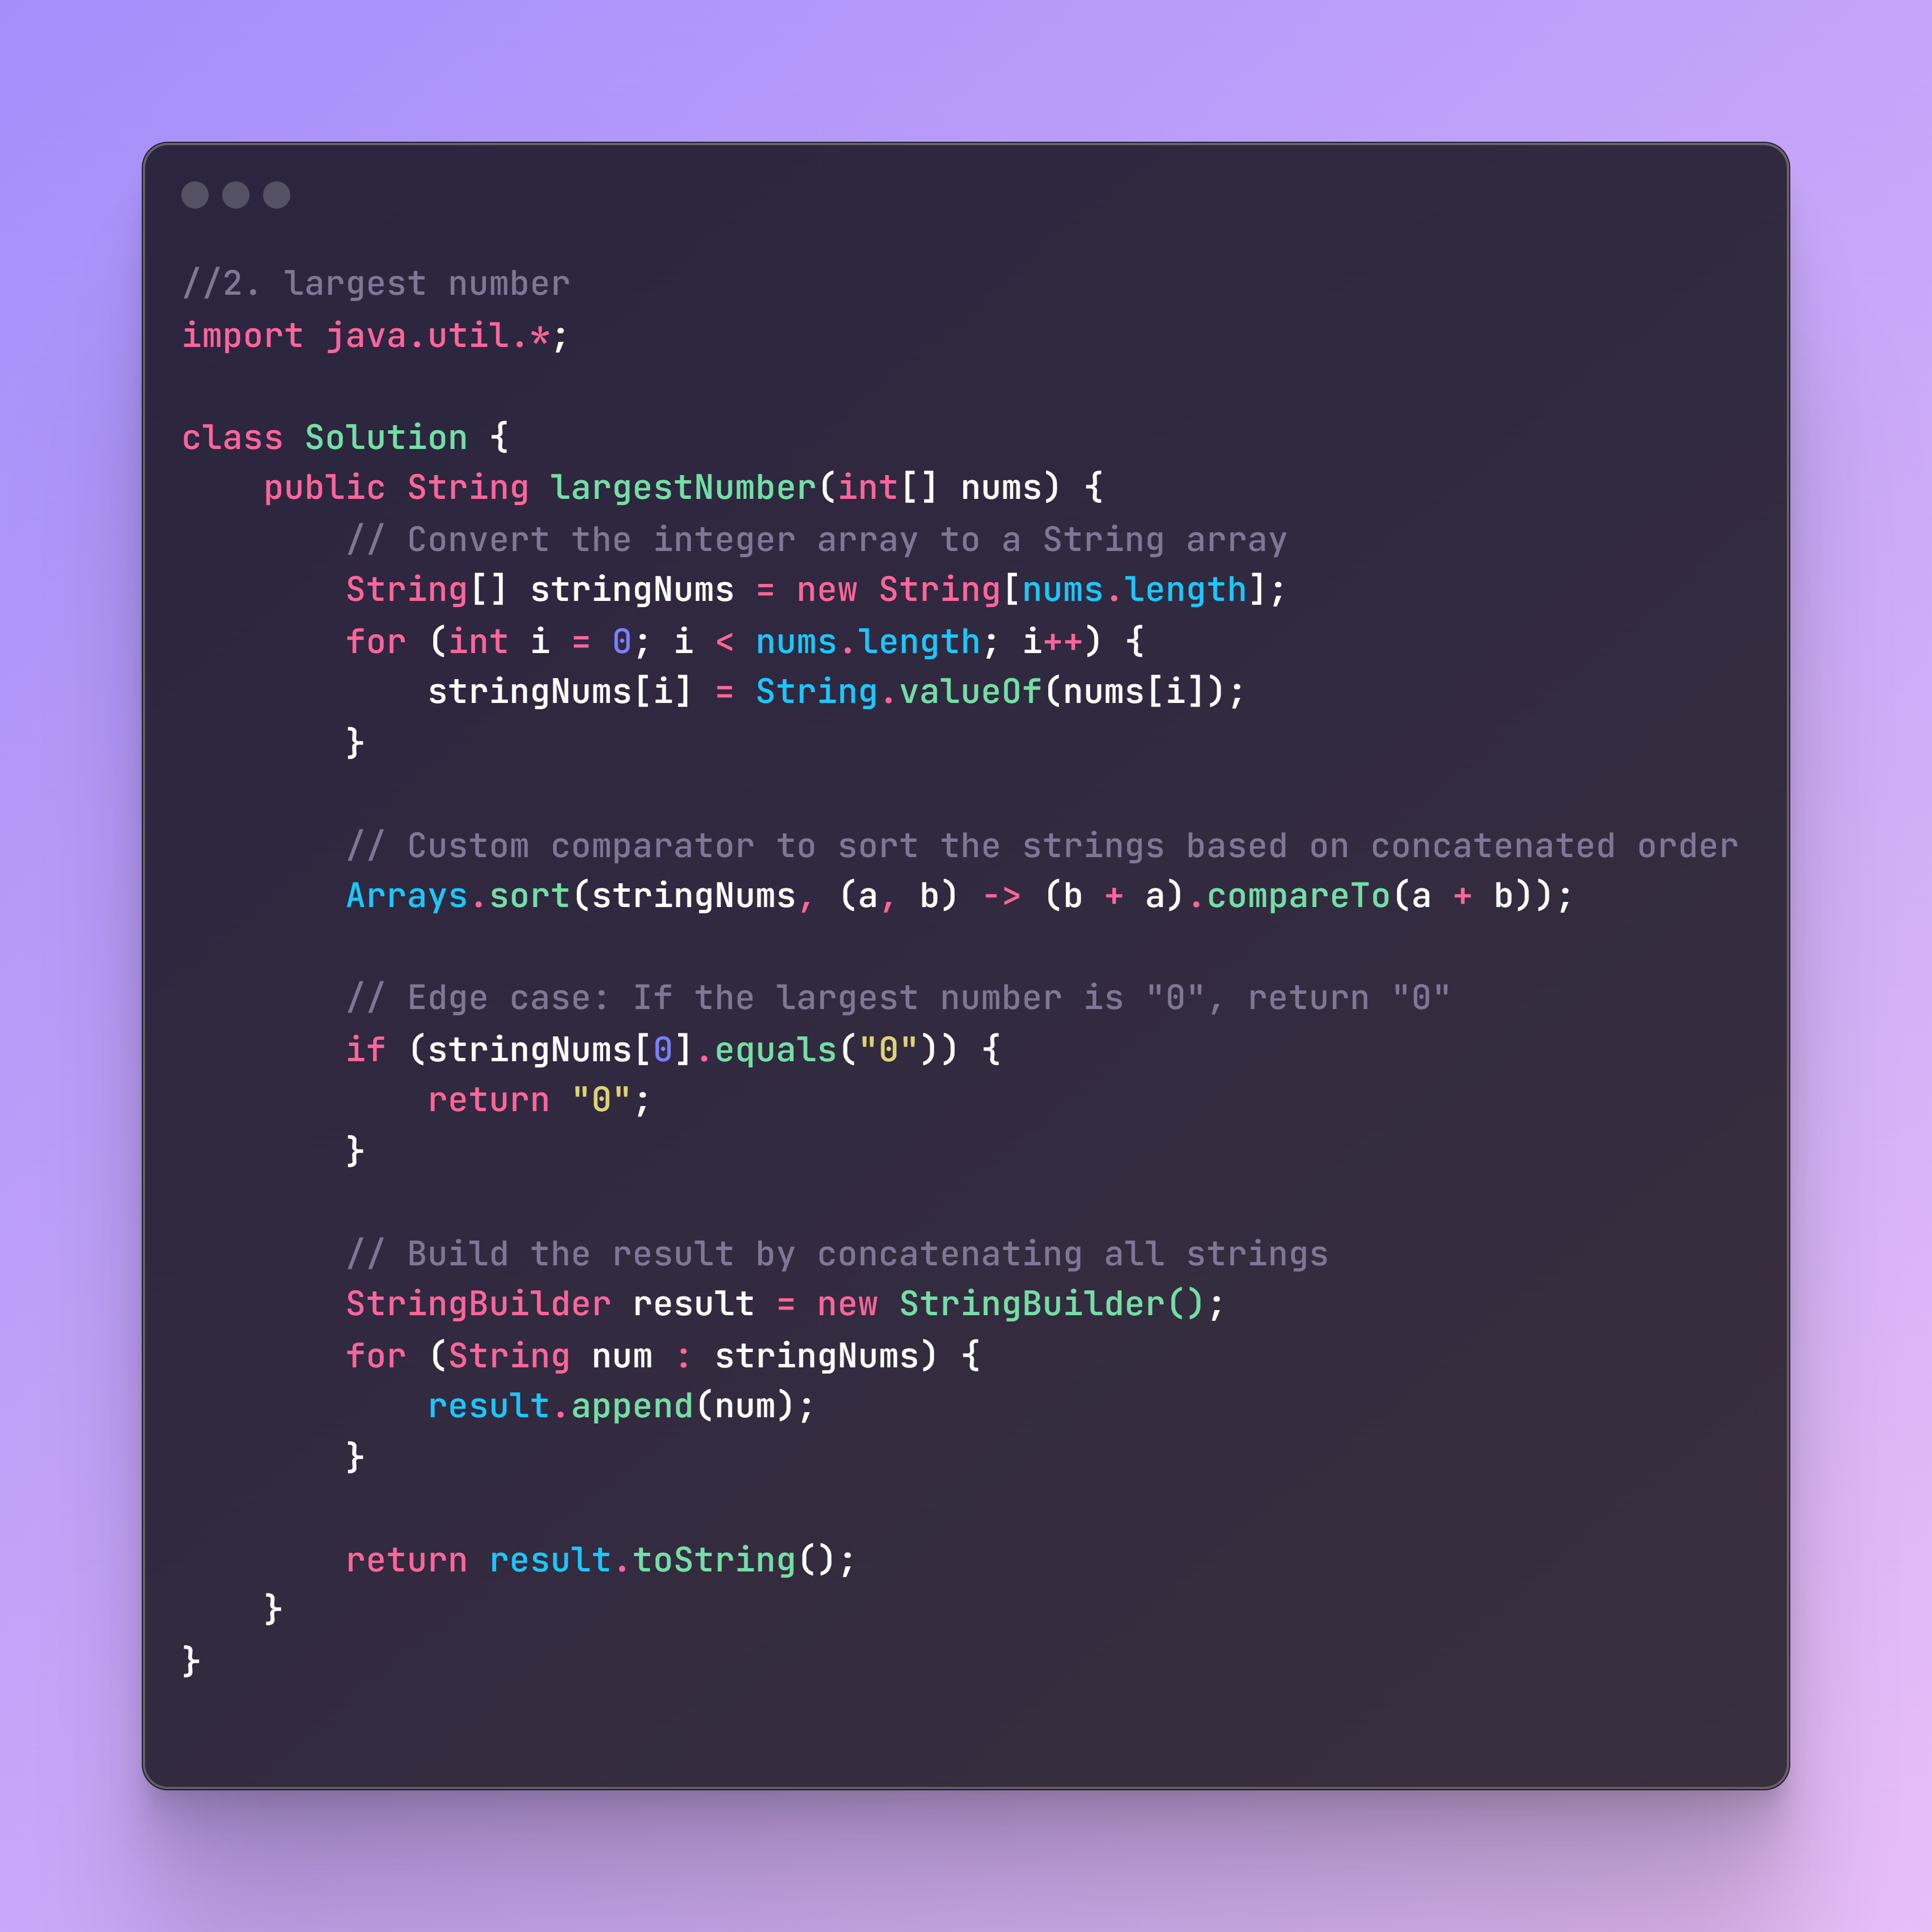 //2. largest number
import java.util.*;

class Solution {
    public String largestNumber(int[] nums) {
        // Convert the integer array to a String array
        String[] stringNums = new String[nums.length];
        for (int i = 0; i < nums.length; i++) {
            stringNums[i] = String.valueOf(nums[i]);
        }

        // Custom comparator to sort the strings based on concatenated order
        Arrays.sort(stringNums, (a, b) -> (b + a).compareTo(a + b));

        // Edge case: If the largest number is "0", return "0"
        if (stringNums[0].equals("0")) {
            return "0";
        }

        // Build the result by concatenating all strings
        StringBuilder result = new StringBuilder();
        for (String num : stringNums) {
            result.append(num);
        }

        return result.toString();
    }
}